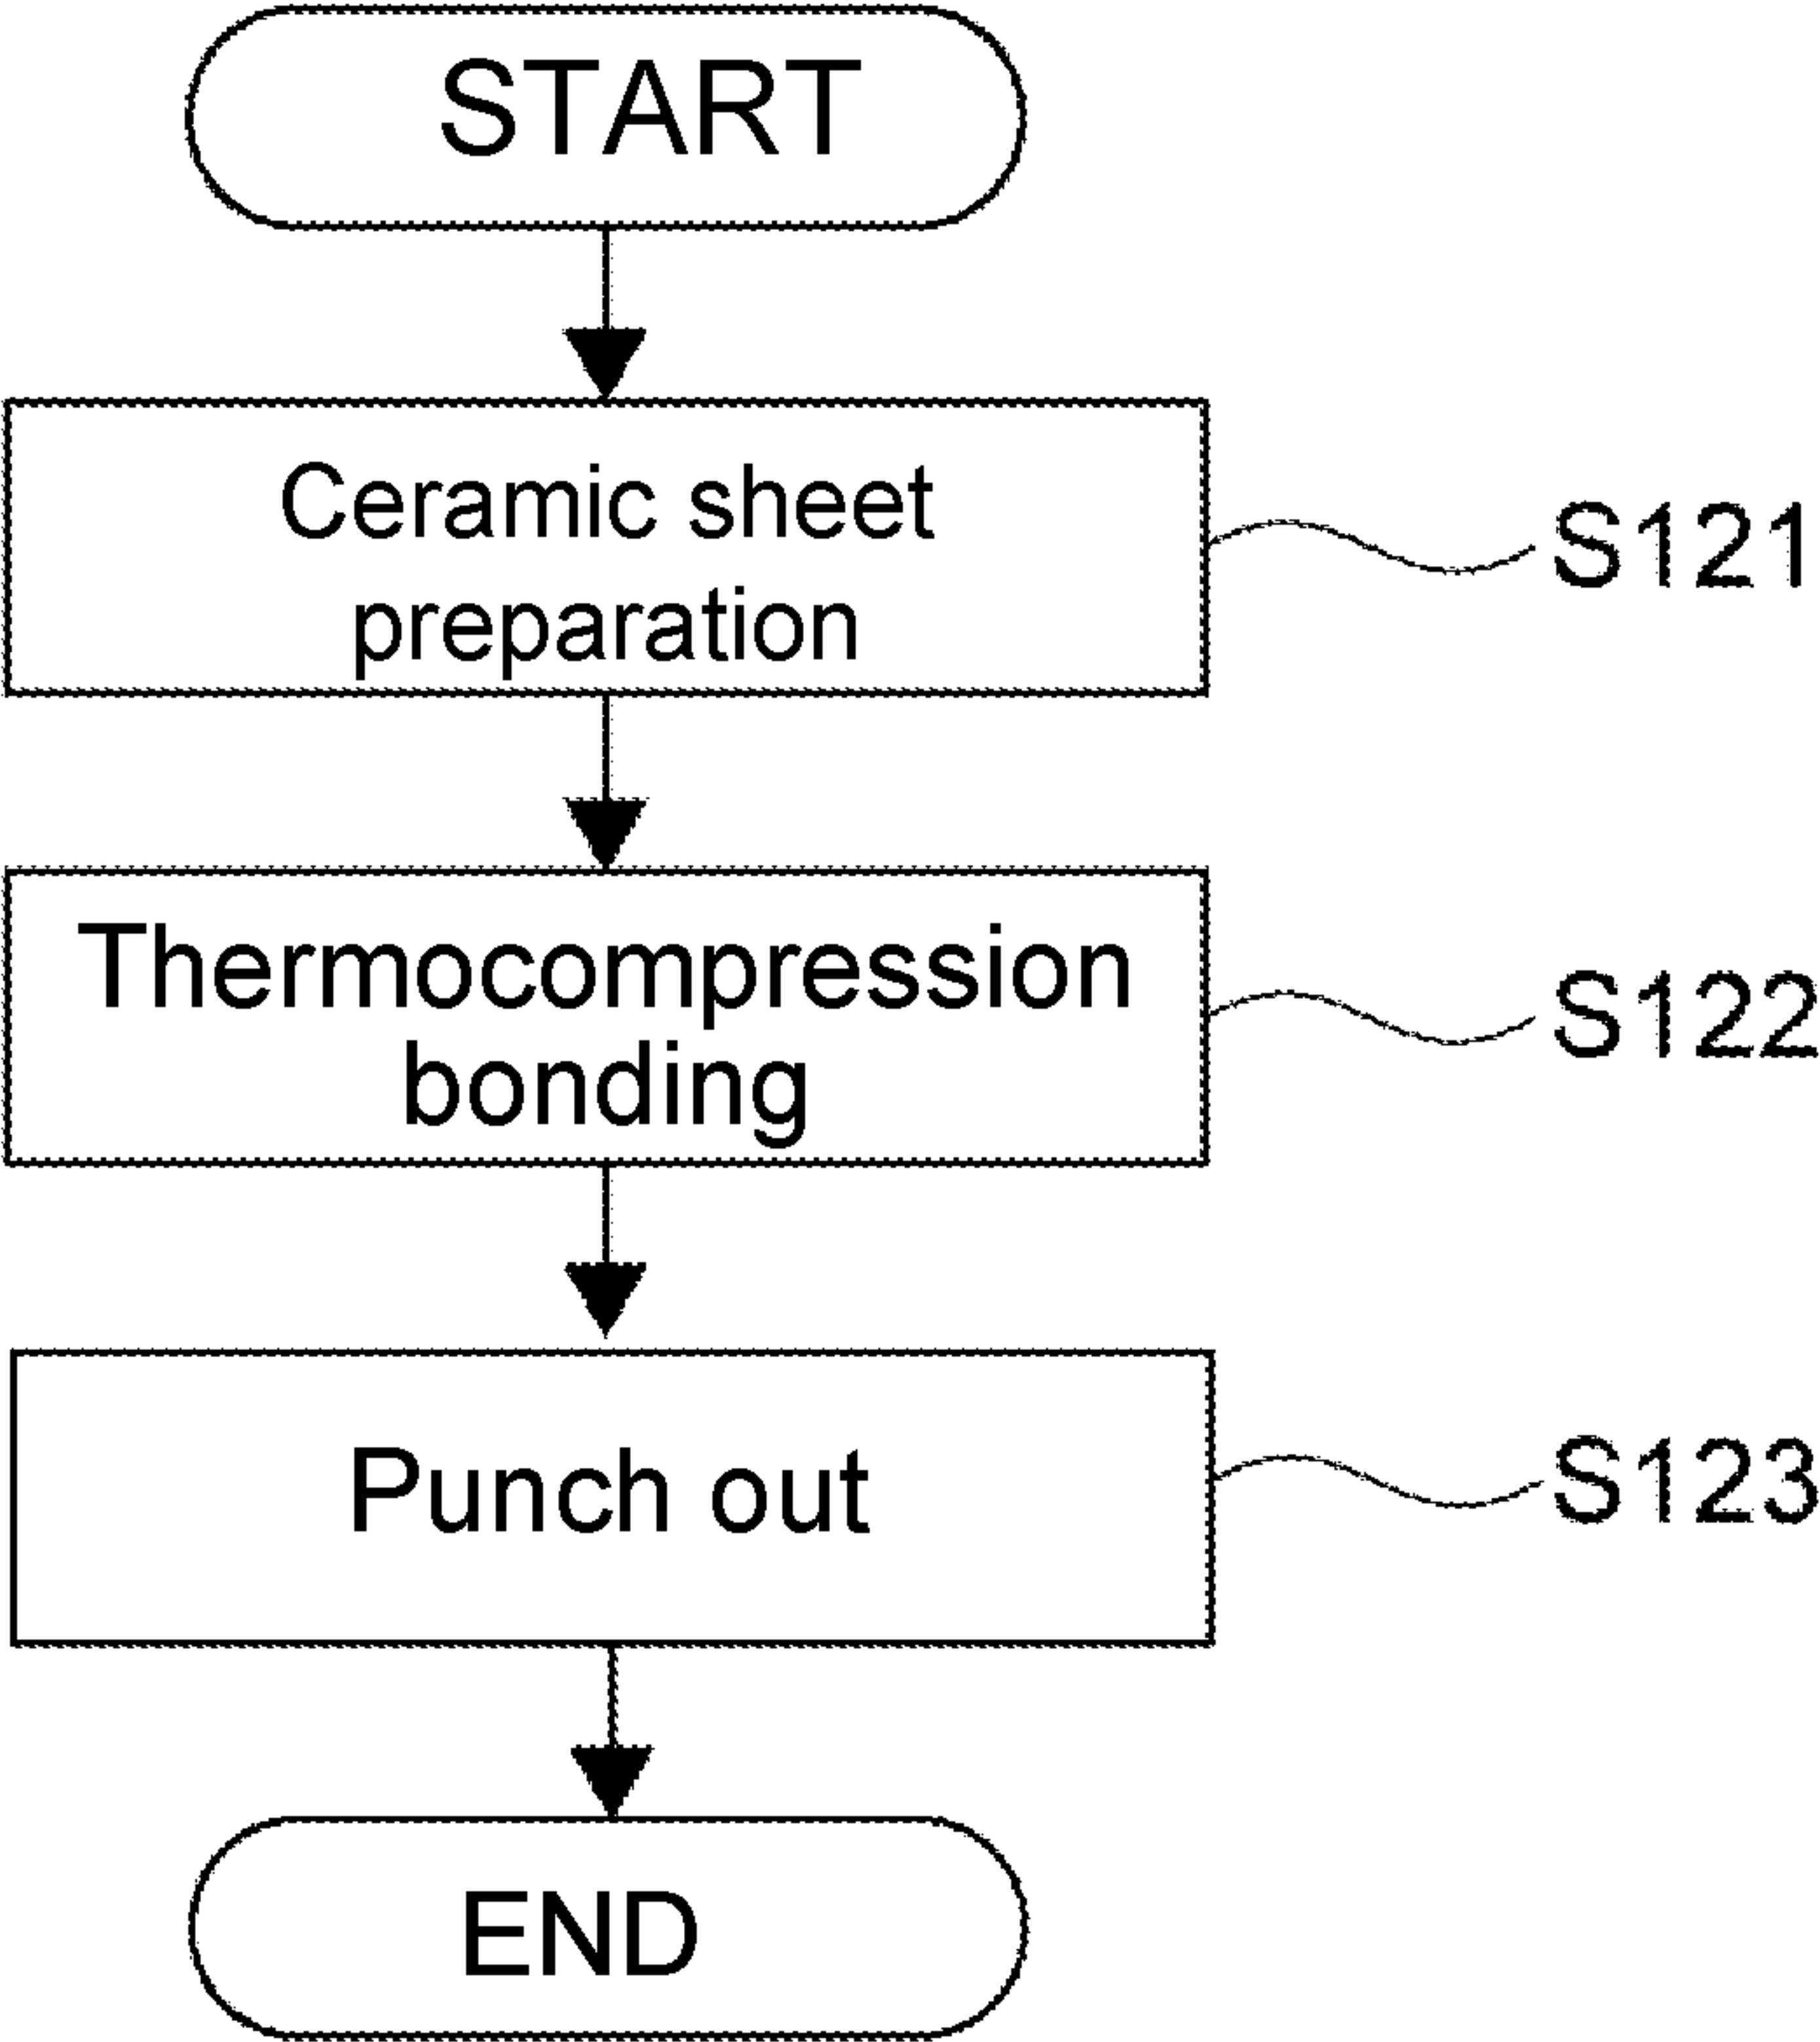 START
Ceramic sheet
preparation
S121
Thermocompression
bonding
S122
Punch out
S123
END